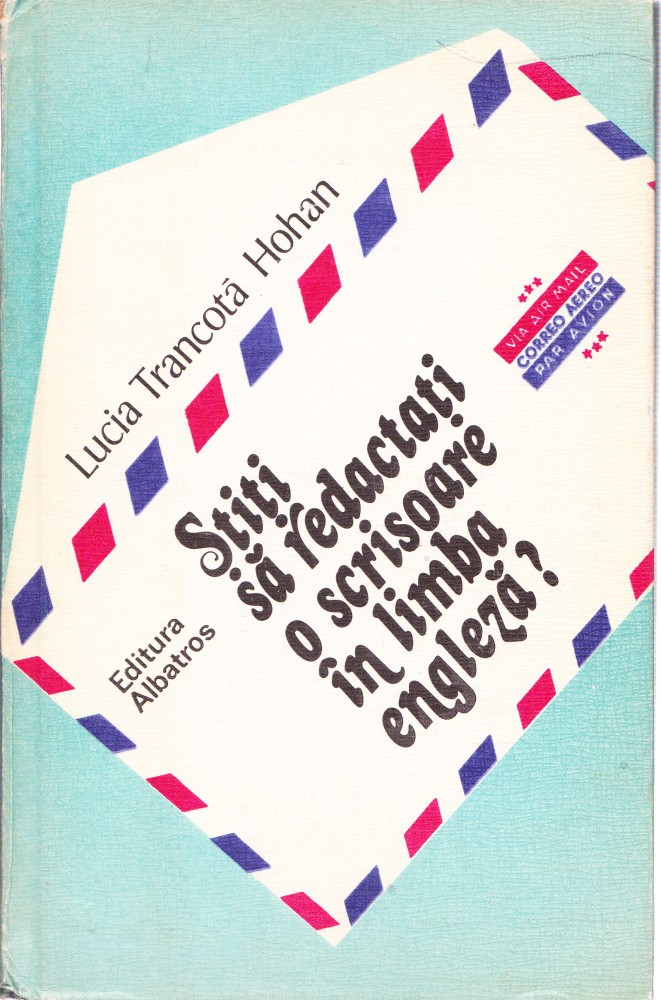 Lucia Trancotă Hohan
VIA AIR MAIL
CORREO AEREO
PAR AVION
Știți
să redactați
o scrisoare
în limba
engleză?
Editura
Albatros